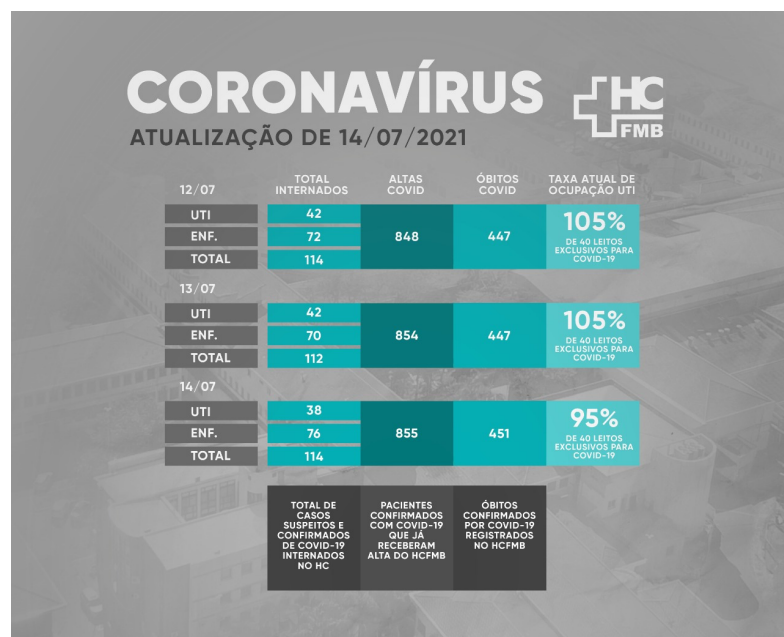 CORONAVÍRUS
HC
FMB
ATUALIZAÇÃO DE 14/07/2021
12/07
TOTAL
INTERNADOS
ALTAS
COVID
ÓBITOS
COVID
TAXA ATUAL DE
OCUPAÇÃO UTI
UTI
42
ENF.
72
TOTAL
114
848
447
105%
DE 40 LEITOS
EXCLUSIVOS PARA
COVID-19
13/07
UTI
42
ENF.
70
TOTAL
112
854
447
105%
DE 40 LEITOS
EXCLUSIVOS PARA
COVID-19
14/07
UTI
38
ENF.
76
TOTAL
114
855
451
95%
DE 40 LEITOS
EXCLUSIVOS PARA
COVID-19
TOTAL DE
CASOS
SUSPEITOS E
CONFIRMADOS
DE COVID-19
INTERNADOS
NO HC
PACIENTES
CONFIRMADOS
COM COVID-19
QUE JÁ
RECEBERAM
ALTA DO HCFMB
ÓBITOS
CONFIRMADOS
POR COVID-19
REGISTRADOS
NO HCFMB